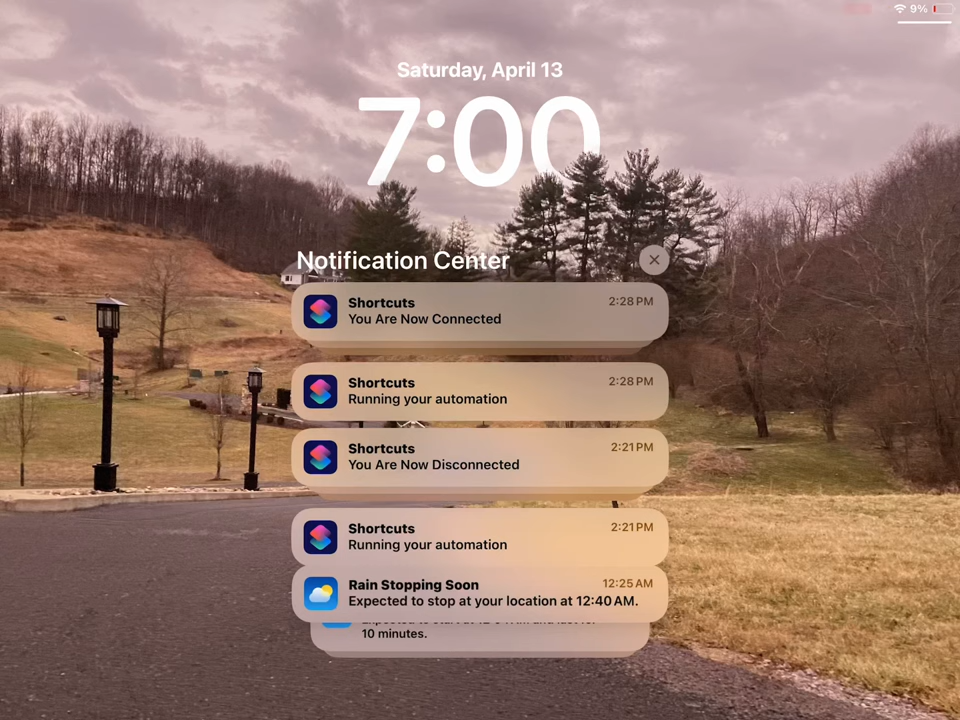 9%
Saturday, April 13
7:00
Notification Center
Shortcuts 2:28 PM
You Are Now Connected
Shortcuts 2:28 PM
Running your automation
Shortcuts 2:21 PM
You Are Now Disconnected
Shortcuts 2:21 PM
Running your automation
Rain Stopping Soon 12:25 AM
Expected to stop at your location at 12:40 AM.
10 minutes.